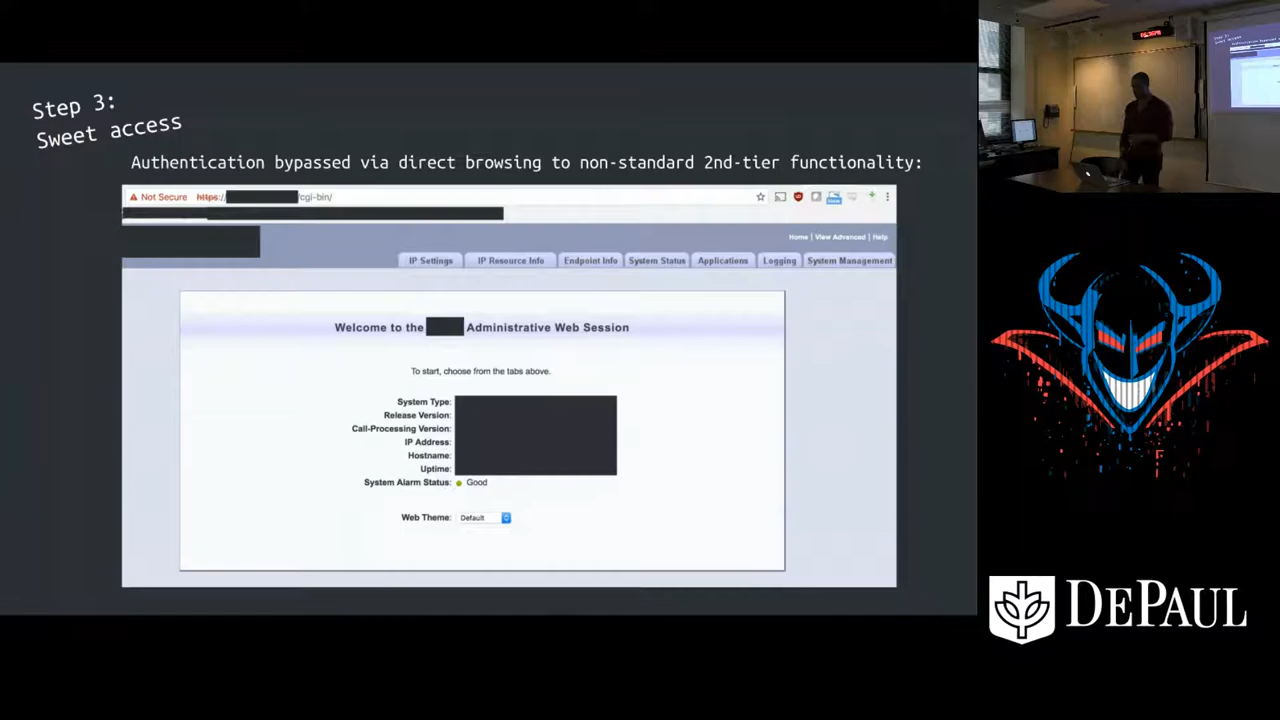 Step 3:
Sweet access
Authentication bypassed via direct browsing to non-standard 2nd-tier functionality:
Not Secure https:// /cgi-bin/
Home | View Advanced | Help
IP Settings IP Resource Info Endpoint Info System Status Applications Logging System Management
Welcome to the Administrative Web Session
To start, choose from the tabs above.
System Type:
Release Version:
Call-Processing Version:
IP Address:
Hostname:
Uptime:
System Alarm Status: Good
Web Theme: Default
DEPAUL